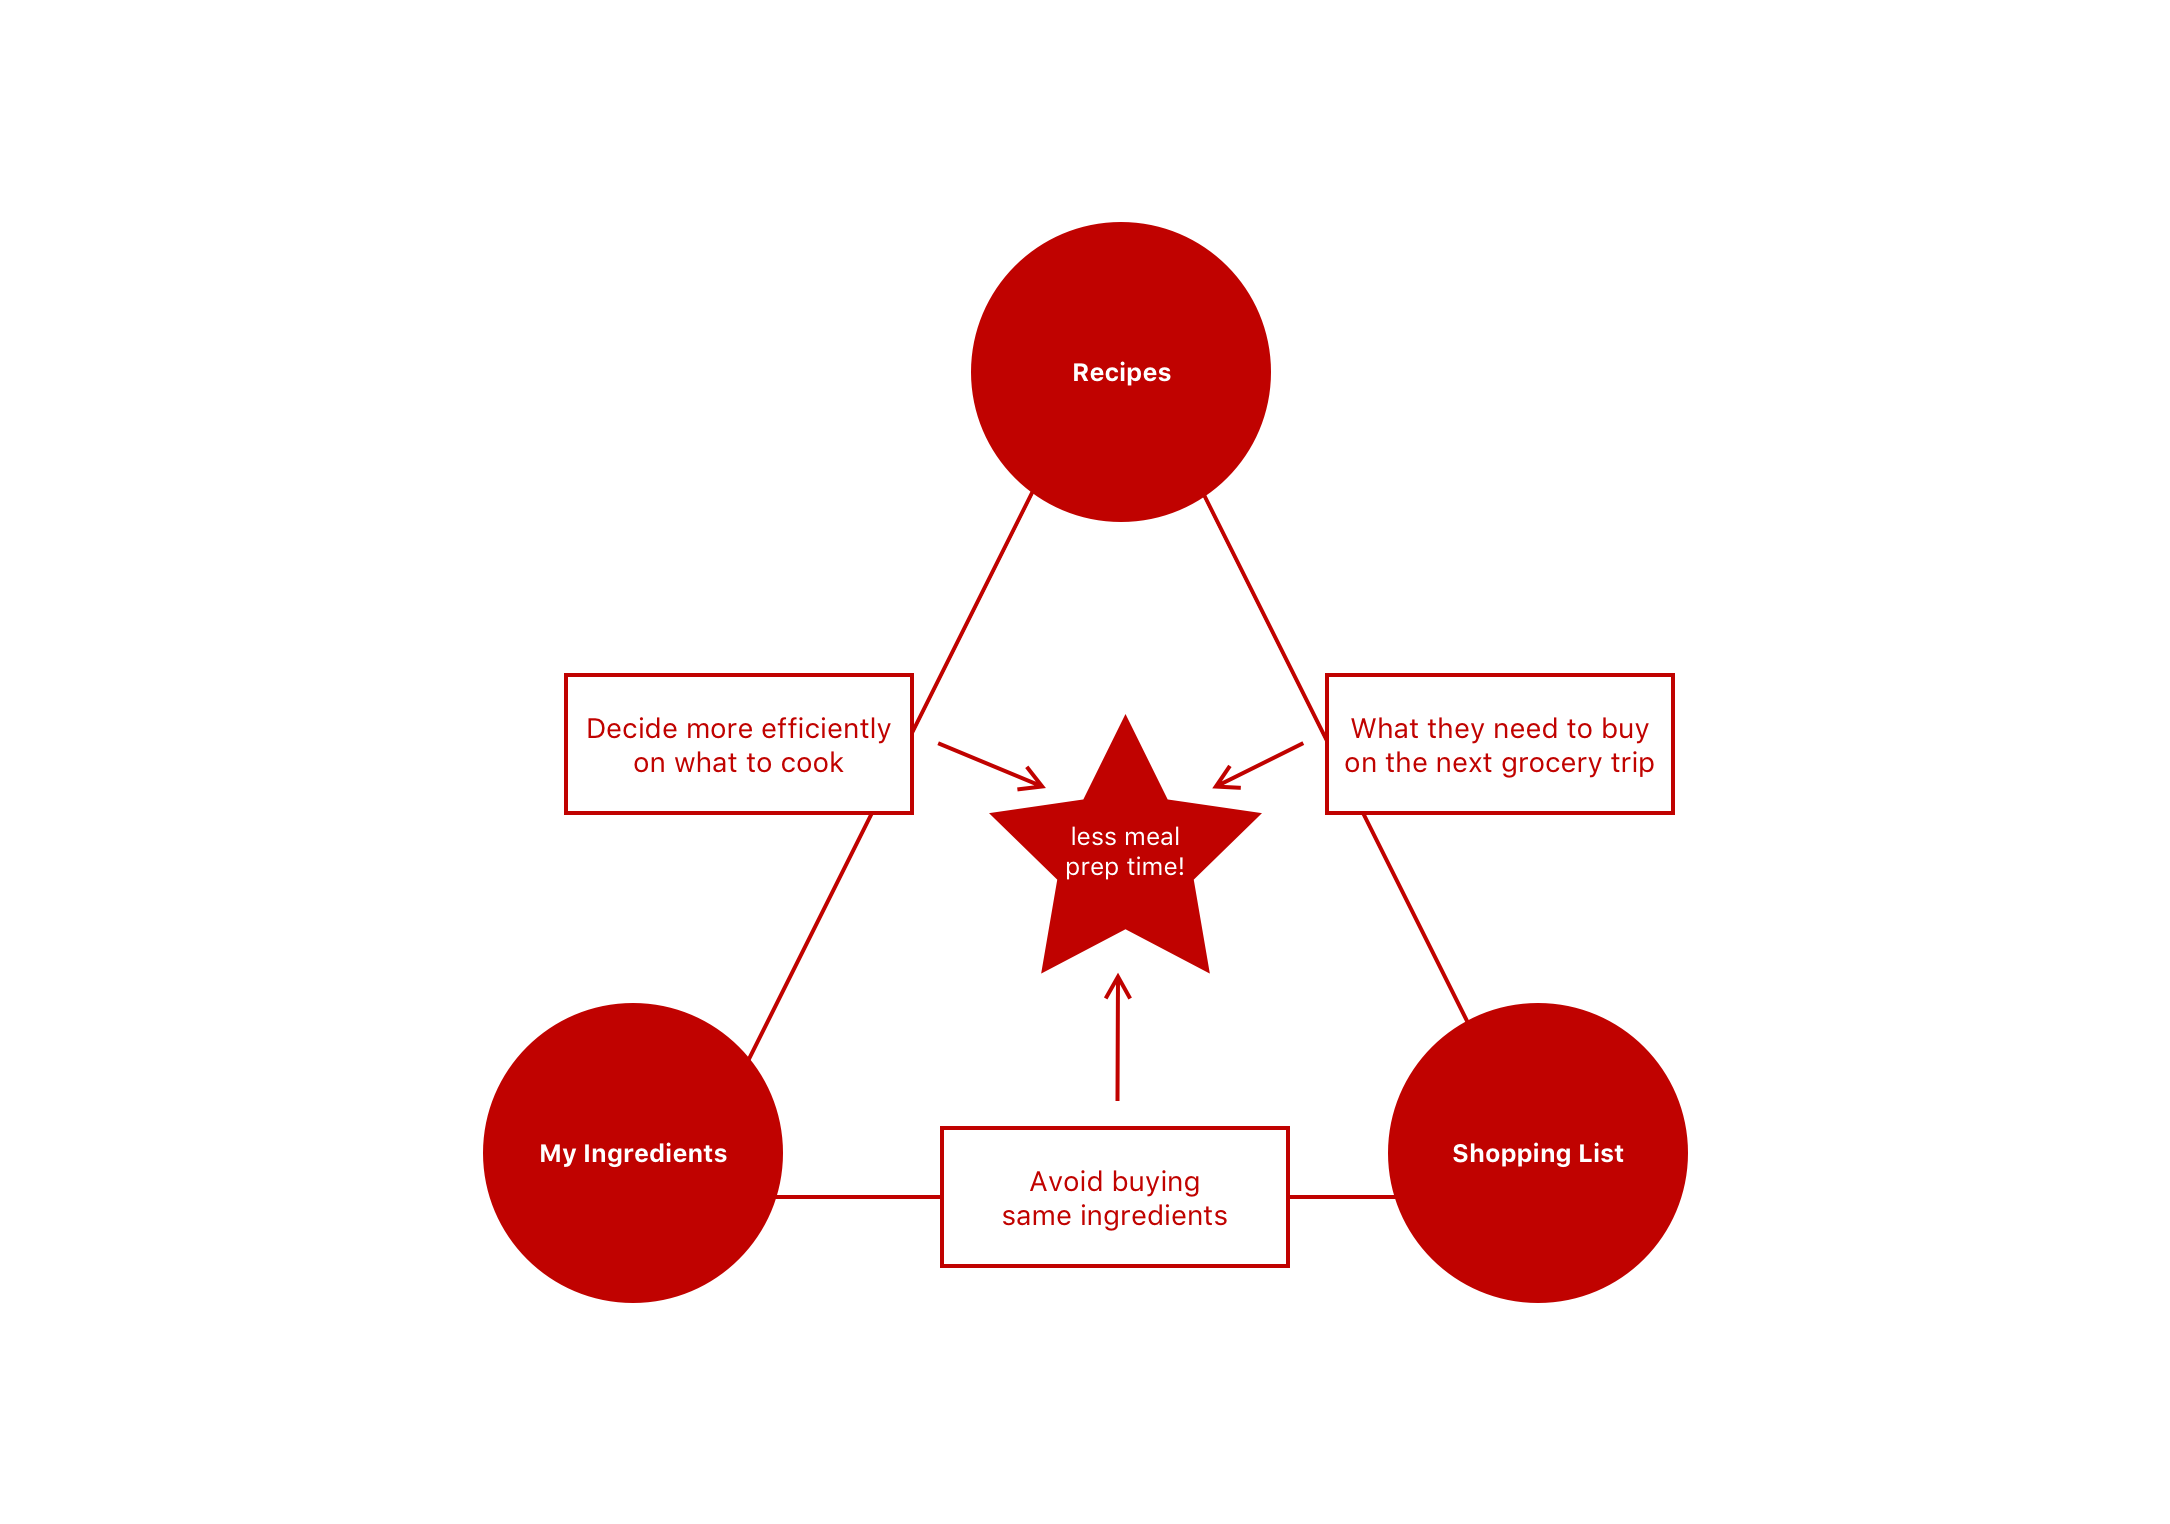 Recipes
Decide more efficiently
on what to cook
What they need to buy
on the next grocery trip
less meal
prep time!
My Ingredients
Shopping List
Avoid buying
same ingredients